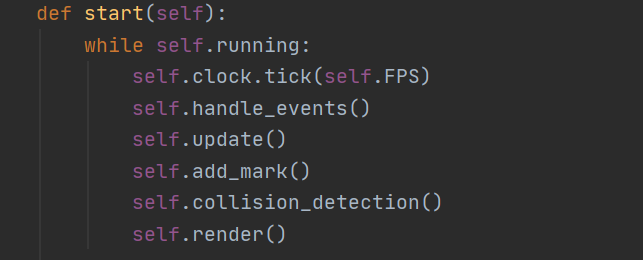 def start(self):
    while self.running:
        self.clock.tick(self.FPS)
        self.handle_events()
        self.update()
        self.add_mark()
        self.collision_detection()
        self.render()